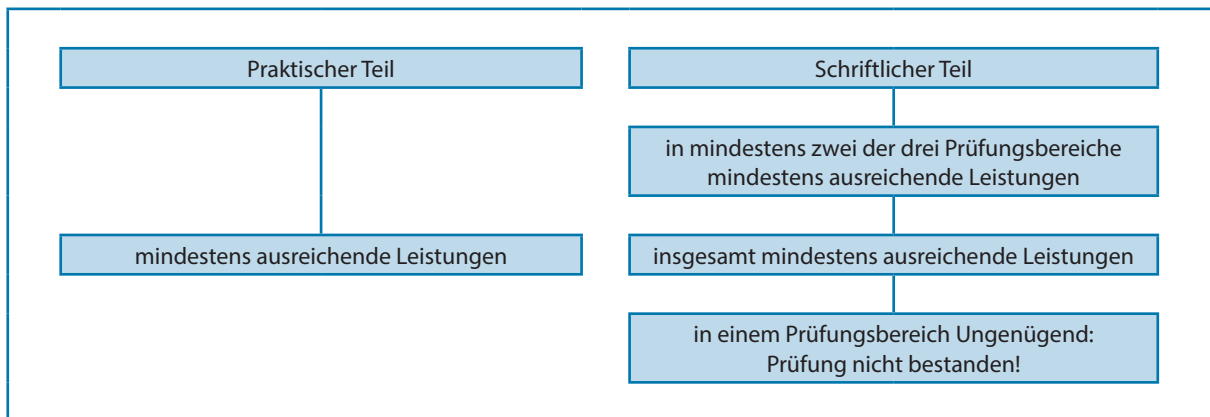 Praktischer Teil
Schriftlicher Teil
in mindestens zwei der drei Prüfungsbereiche
mindestens ausreichende Leistungen
mindestens ausreichende Leistungen
insgesamt mindestens ausreichende Leistungen
in einem Prüfungsbereich Ungenügend:
Prüfung nicht bestanden!